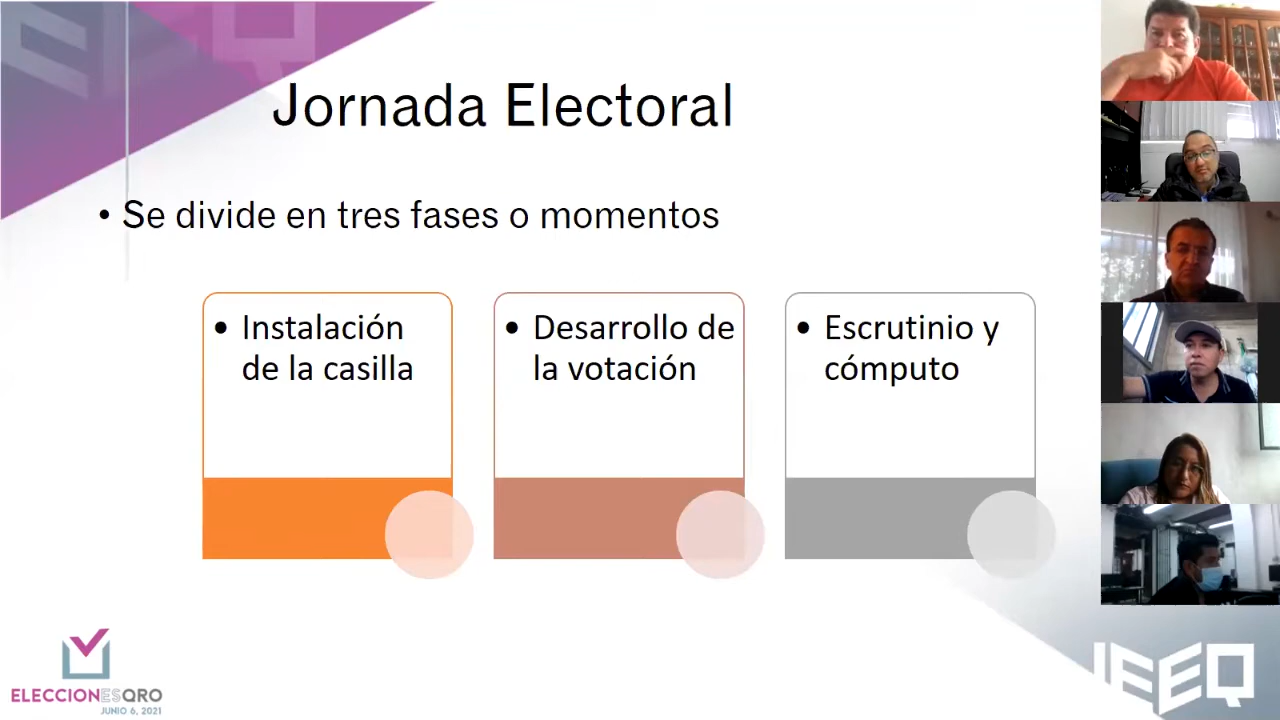 Jornada Electoral
• Se divide en tres fases o momentos
• Instalación
de la casilla
• Desarrollo de
la votación
• Escrutinio y
cómputo
ELECCIONESQRO
JUNIO 6, 2021
IEEQ